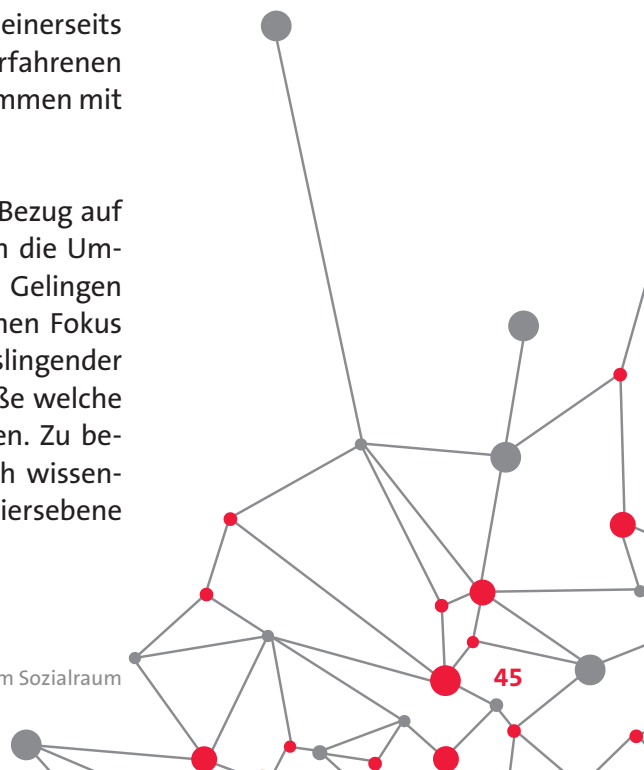 einerseits
rfahrenen
mmen mit
Bezug auf
n die Um-
Gelingen
nen Fokus
slingender
ße welche
en. Zu be-
h wissen-
iersebene
m Sozialraum
45